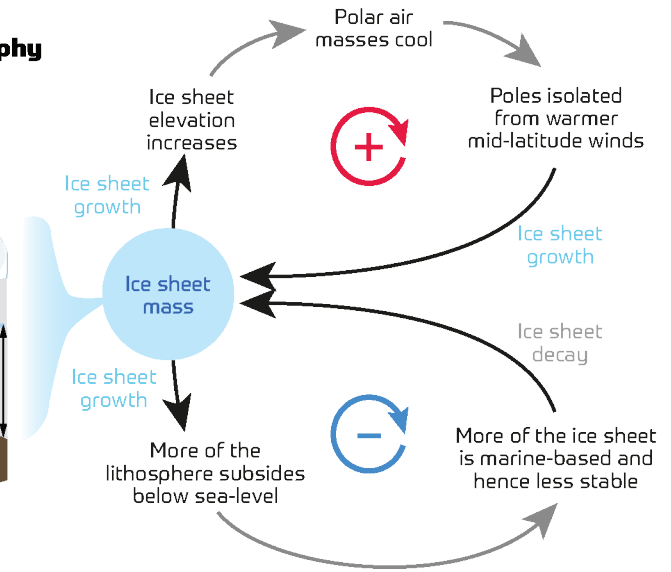 Polar air
masses cool
Ice sheet
elevation
increases
Poles isolated
from warmer
mid-latitude winds
+
Ice sheet
growth
Ice sheet
growth
Ice sheet
mass
Ice sheet
decay
Ice sheet
growth
–
More of the
lithosphere subsides
below sea-level
More of the ice sheet
is marine-based and
hence less stable